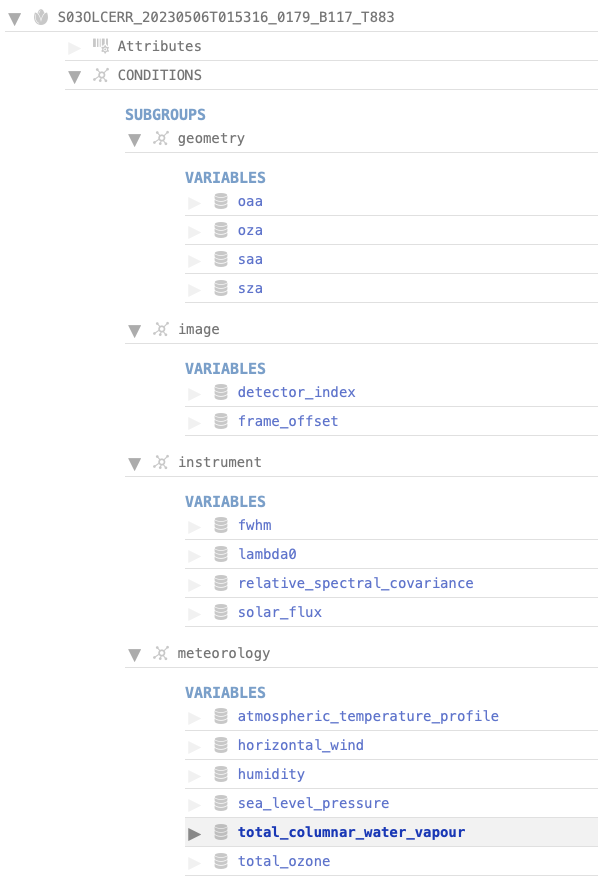 S03OLCERR_20230506T015316_0179_B117_T883
Attributes
CONDITIONS
SUBGROUPS
geometry
VARIABLES
oaa
oza
saa
sza
image
VARIABLES
detector_index
frame_offset
instrument
VARIABLES
fwhm
lambda0
relative_spectral_covariance
solar_flux
meteorology
VARIABLES
atmospheric_temperature_profile
horizontal_wind
humidity
sea_level_pressure
total_columnar_water_vapour
total_ozone